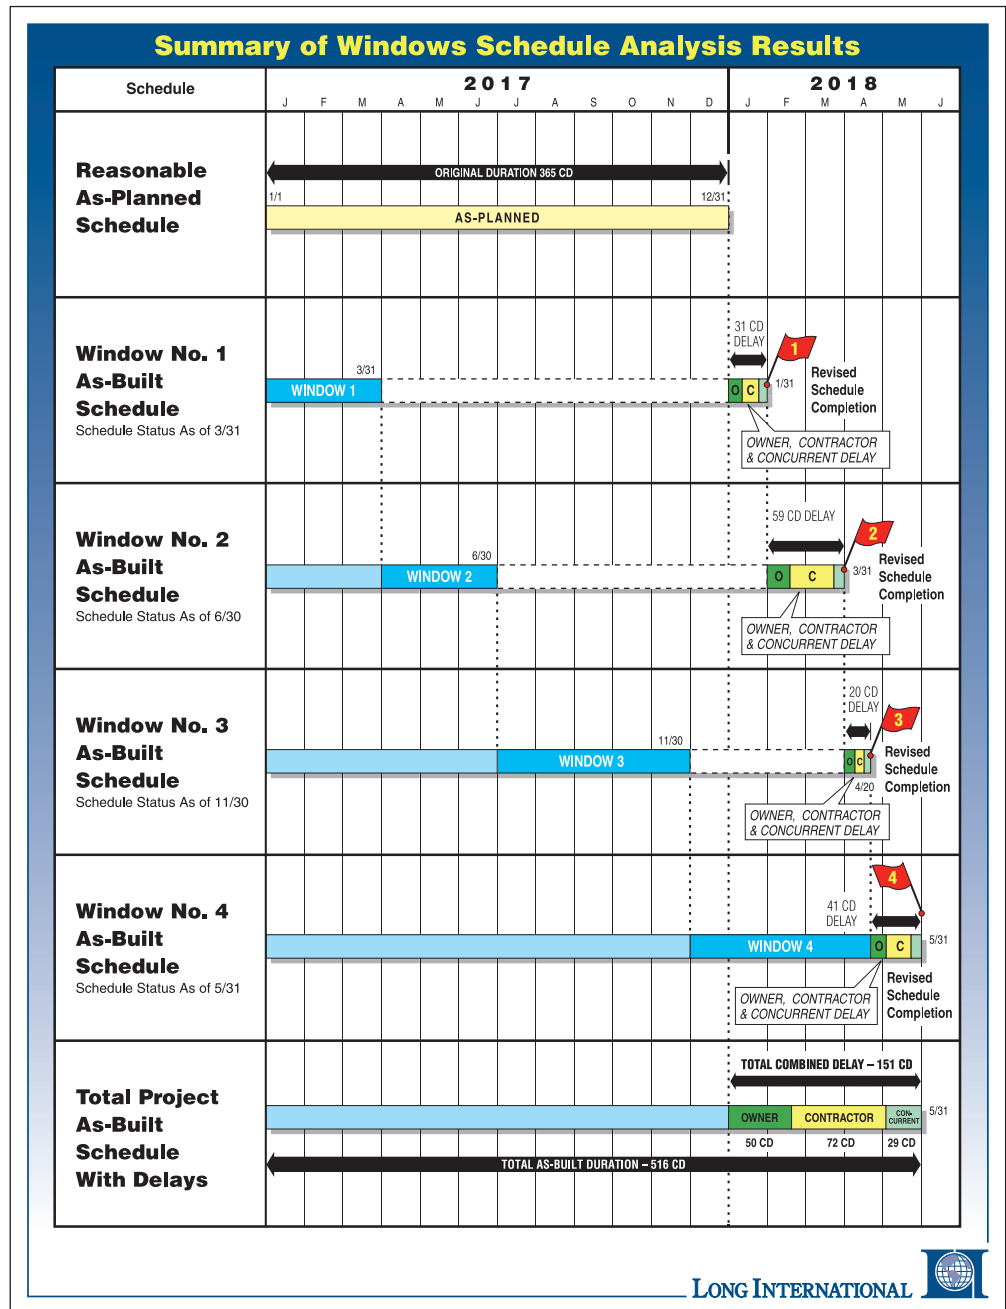 Summary of Windows Schedule Analysis Results
Schedule
2017
2018
J F M A M J J A S O N D J F M A M J
Reasonable
As-Planned
Schedule
ORIGINAL DURATION 365 CD
1/1
12/31
AS-PLANNED
Window No. 1
As-Built
Schedule
Schedule Status As of 3/31
3/31
WINDOW 1
31 CD
DELAY
1
O C
1/31
Revised
Schedule
Completion
OWNER, CONTRACTOR
& CONCURRENT DELAY
Window No. 2
As-Built
Schedule
Schedule Status As of 6/30
6/30
WINDOW 2
59 CD DELAY
2
O C
3/31
Revised
Schedule
Completion
OWNER, CONTRACTOR
& CONCURRENT DELAY
Window No. 3
As-Built
Schedule
Schedule Status As of 11/30
11/30
WINDOW 3
20 CD
DELAY
3
O C
4/20
Revised
Schedule
Completion
OWNER, CONTRACTOR
& CONCURRENT DELAY
Window No. 4
As-Built
Schedule
Schedule Status As of 5/31
WINDOW 4
41 CD
DELAY
4
O C
5/31
Revised
Schedule
Completion
OWNER, CONTRACTOR
& CONCURRENT DELAY
Total Project
As-Built
Schedule
With Delays
TOTAL COMBINED DELAY – 151 CD
OWNER
CONTRACTOR
CON-
CURRENT
5/31
50 CD
72 CD
29 CD
TOTAL AS-BUILT DURATION – 516 CD
LONG INTERNATIONAL